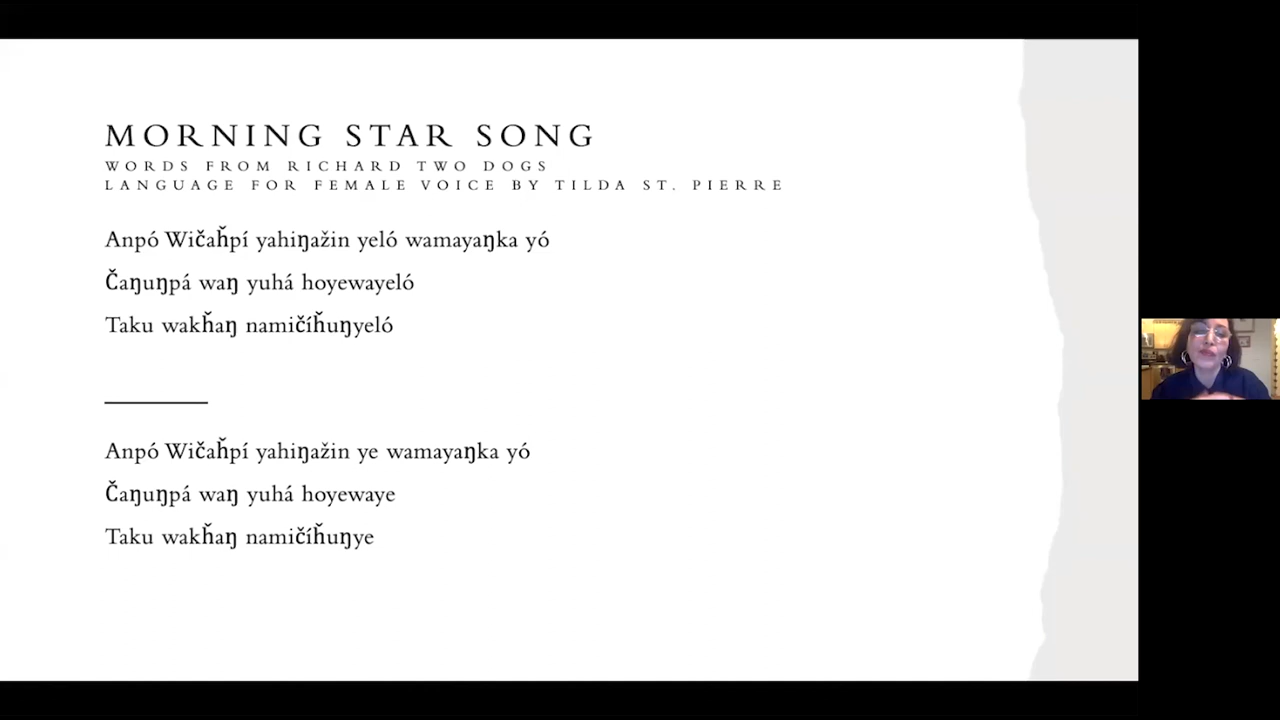 MORNING STAR SONG
WORDS FROM RICHARD TWO DOGS
LANGUAGE FOR FEMALE VOICE BY TILDA ST. PIERRE
Anpó Wičaȟpí yahiŋažin yeló wamayaŋka yó
Čaŋuŋpá waŋ yuhá hoyewayeló
Taku wakȟaŋ namičíȟuŋyeló
Anpó Wičaȟpí yahiŋažin ye wamayaŋka yó
Čaŋuŋpá waŋ yuhá hoyewaye
Taku wakȟaŋ namičíȟuŋye